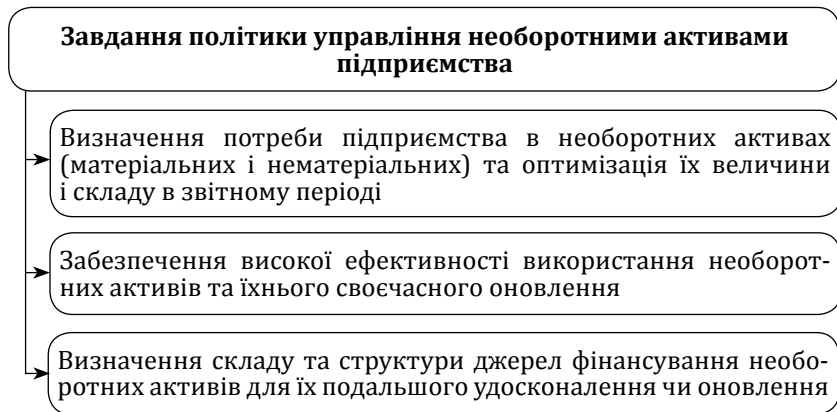 Завдання політики управління необоротними активами
підприємства
Визначення потреби підприємства в необоротних активах
(матеріальних і нематеріальних) та оптимізація їх величини
і складу в звітному періоді
Забезпечення високої ефективності використання необорот-
них активів та їхнього своєчасного оновлення
Визначення складу та структури джерел фінансування необо-
ротних активів для їх подальшого удосконалення чи оновлення